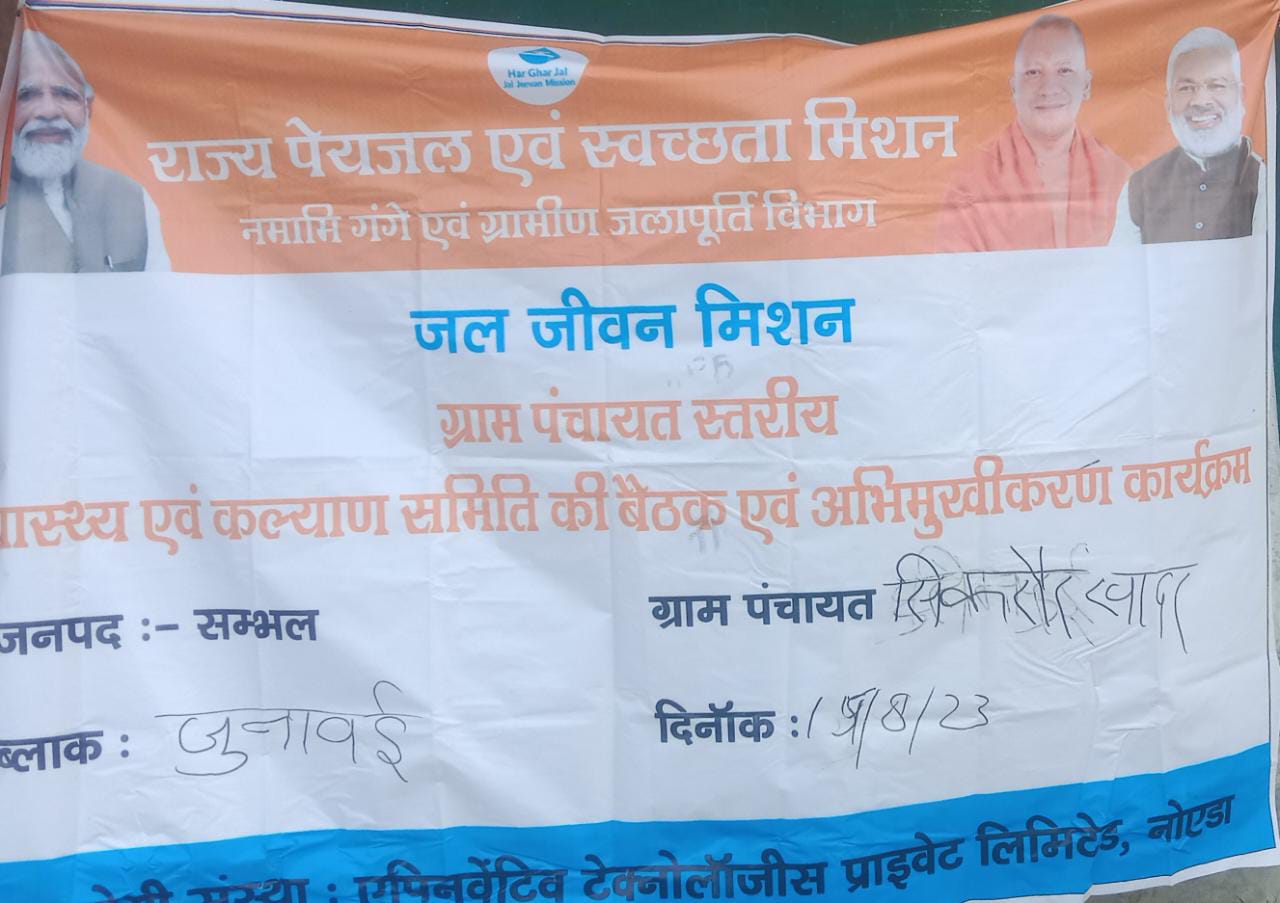 Har Ghar Jal
Jal Jeevan Mission
राज्य पेयजल एवं स्वच्छता मिशन
नमामि गंगे एवं ग्रामीण जलापूर्ति विभाग
जल जीवन मिशन
ग्राम पंचायत स्तरीय
ास्थ्य एवं कल्याण समिति की बैठक एवं अभिमुखीकरण कार्यक्रम
जनपद :– सम्भल
ग्राम पंचायत
ब्लाक : जुनावई
दिनॉक : /8/23
संस्था : एपिनवेंटिव टेक्नोलॉजीस प्राइवेट लिमिटेड, नोएडा